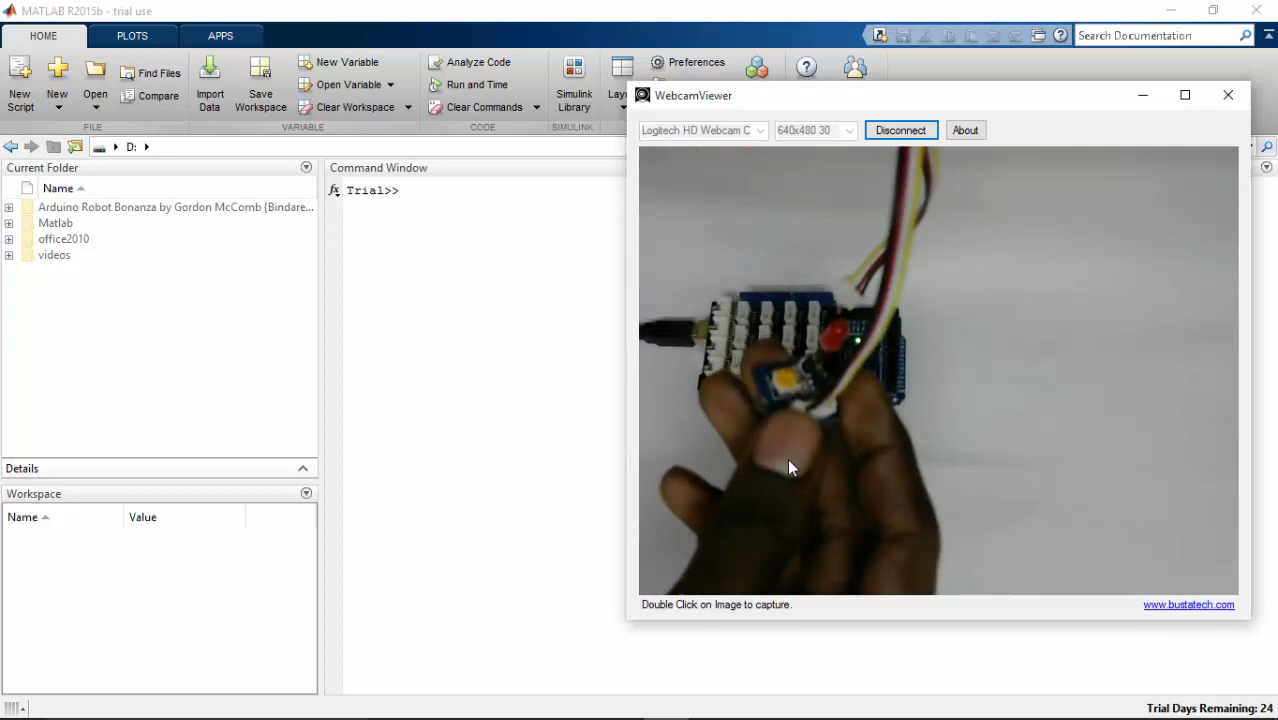 MATLAB R2015b - trial use
HOME
PLOTS
APPS
Search Documentation
New Script
New
Open
Find Files
Compare
FILE
Import Data
Save Workspace
New Variable
Open Variable
Clear Workspace
VARIABLE
Analyze Code
Run and Time
Clear Commands
CODE
Simulink Library
SIMULINK
Preferences
D:
Current Folder
Name
Arduino Robot Bonanza by Gordon McComb {Bindare...
Matlab
office2010
videos
Details
Workspace
Name
Value
Command Window
fx Trial>>
WebcamViewer
Logitech HD Webcam C
640x480 30
Disconnect
About
Double Click on Image to capture.
www.bustatech.com
Trial Days Remaining: 24